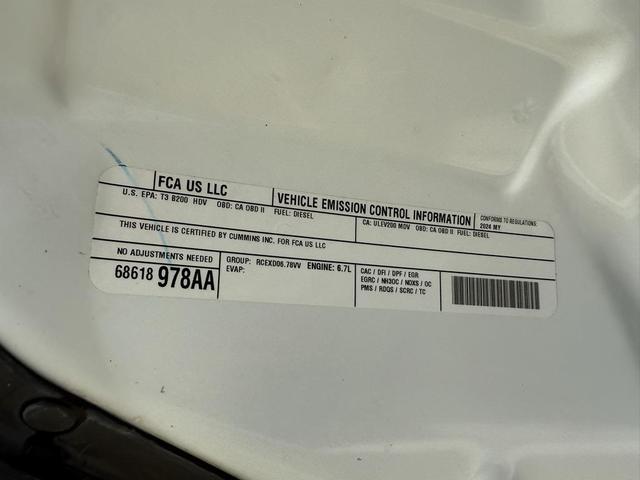 FCA US LLC
VEHICLE EMISSION CONTROL INFORMATION
CONFORMS TO REGULATIONS:
2024 MY
U.S. EPA: T3 B200 HDV OBD: CA OBD II FUEL: DIESEL
CA: ULEV200 MDV OBD: CA OBD II FUEL: DIESEL
THIS VEHICLE IS CERTIFIED BY CUMMINS INC. FOR FCA US LLC
NO ADJUSTMENTS NEEDED
68618 978AA
GROUP: RCEXD06.78VV ENGINE: 6.7L
EVAP:
CAC / DFI / DPF / EGR
EGRC / NH3OC / NOXS / OC
PMS / RDQS / SCRC / TC